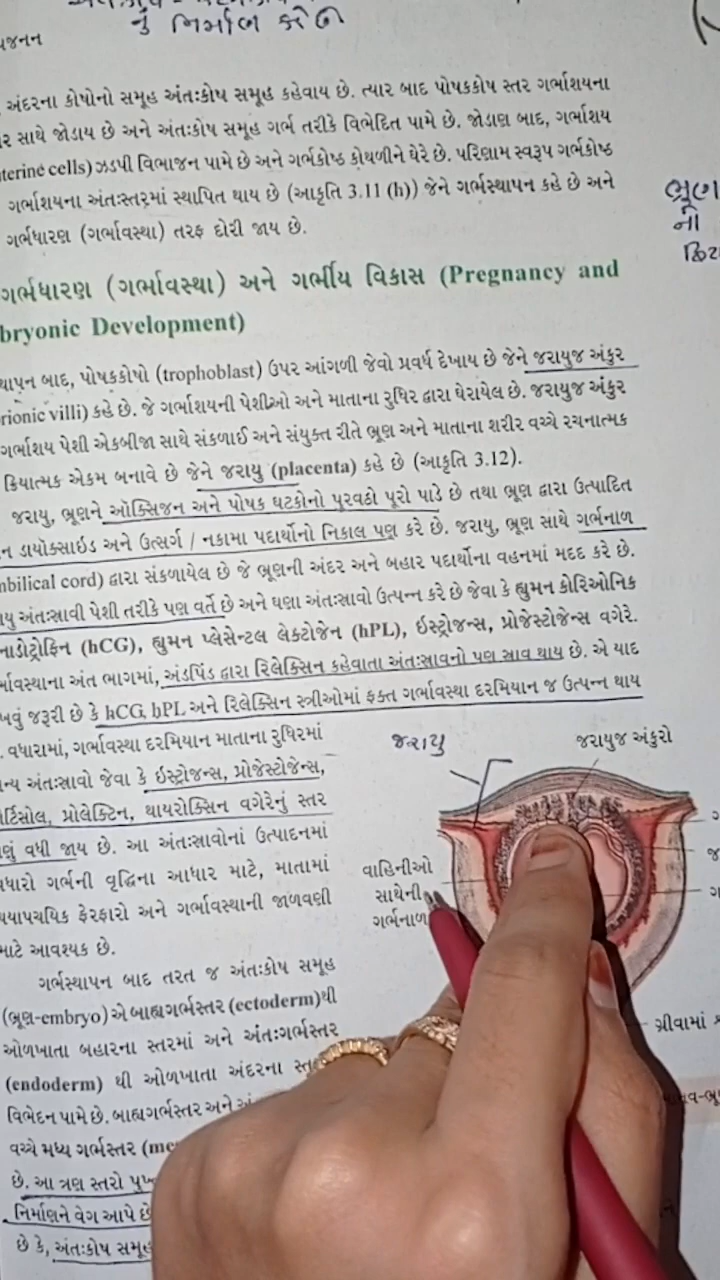 નું નિર્માણ કરે
પ્રજનન
અંદરના કોષોનો સમૂહ અંતઃકોષ સમૂહ કહેવાય છે. ત્યાર બાદ પોષકકોષ સ્તર ગર્ભાશયના
ર સાથે જોડાય છે અને અંતઃકોષ સમૂહ ગર્ભ તરીકે વિભેદિત પામે છે. જોડાણ બાદ, ગર્ભાશય
terine cells) ઝડપી વિભાજન પામે છે અને ગર્ભકોષ્ઠ કોથળીને ઘેરે છે. પરિણામ સ્વરૂપ ગર્ભકોષ્ઠ
ગર્ભાશયના અંતઃસ્તરમાં સ્થાપિત થાય છે (આકૃતિ 3.11 (h)) જેને ગર્ભસ્થાપન કહે છે અને
ગર્ભધારણ (ગર્ભાવસ્થા) તરફ દોરી જાય છે.
ભ્રૂણ
ની
ગર્ભધારણ (ગર્ભાવસ્થા) અને ગર્ભીય વિકાસ (Pregnancy and
bryonic Development)
થાપન બાદ, પોષકકોષો (trophoblast) ઉપર આંગળી જેવો પ્રવર્ધ દેખાય છે જેને જરાયુજ અંકુર
rionic villi) કહે છે. જે ગર્ભાશયની પેશીઓ અને માતાના રુધિર દ્વારા ઘેરાયેલ છે. જરાયુજ અંકુર
ગર્ભાશય પેશી એકબીજા સાથે સંકળાઈ અને સંયુક્ત રીતે ભ્રૂણ અને માતાના શરીર વચ્ચે રચનાત્મક
ક્રિયાત્મક એકમ બનાવે છે જેને જરાયુ (placenta) કહે છે (આકૃતિ 3.12).
જરાયુ, ભ્રૂણને ઑક્સિજન અને પોષક ઘટકોનો પુરવઠો પૂરો પાડે છે તથા ભ્રૂણ દ્વારા ઉત્પાદિત
ન ડાયૉક્સાઇડ અને ઉત્સર્ગ / નકામા પદાર્થોનો નિકાલ પણ કરે છે. જરાયુ, ભ્રૂણ સાથે ગર્ભનાળ
nbilical cord) દ્વારા સંકળાયેલ છે જે ભ્રૂણની અંદર અને બહાર પદાર્થોના વહનમાં મદદ કરે છે.
યુ અંતઃસ્ત્રાવી પેશી તરીકે પણ વર્તે છે અને ઘણા અંતઃસ્ત્રાવો ઉત્પન્ન કરે છે જેવા કે હ્યુમન કોરિઓનિક
નાડોટ્રોફિન (hCG), હ્યુમન પ્લેસેન્ટલ લેક્ટોજેન (hPL), ઇસ્ટ્રોજન્સ, પ્રોજેસ્ટોજેન્સ વગેરે.
ર્ભાવસ્થાના અંત ભાગમાં, અંડપિંડ દ્વારા રિલેક્સિન કહેવાતા અંતઃસ્ત્રાવનો પણ સ્રાવ થાય છે. એ યાદ
ખવું જરૂરી છે કે hCG, hPL અને રિલેક્સિન સ્ત્રીઓમાં ફક્ત ગર્ભાવસ્થા દરમિયાન જ ઉત્પન્ન થાય
. વધારામાં, ગર્ભાવસ્થા દરમિયાન માતાના રુધિરમાં
ન્ય અંતઃસ્ત્રાવો જેવા કે ઇસ્ટ્રોજન્સ, પ્રોજેસ્ટોજેન્સ,
ોર્ટિસોલ, પ્રોલેક્ટિન, થાયરોક્સિન વગેરેનું સ્તર
ણું વધી જાય છે. આ અંતઃસ્ત્રાવોનાં ઉત્પાદનમાં
વધારો ગર્ભની વૃદ્ધિના આધાર માટે, માતામાં
યયાપચયિક ફેરફારો અને ગર્ભાવસ્થાની જાળવણી
માટે આવશ્યક છે.
જરાયુ
જરાયુજ અંકુરો
વાહિનીઓ
સાથેની
ગર્ભનાળ
ગ્રીવામાં
ગર્ભસ્થાપન બાદ તરત જ અંતઃકોષ સમૂહ
(ભ્રૂણ-embryo) એ બાહ્યગર્ભસ્તર (ectoderm)થી
ઓળખાતા બહારના સ્તરમાં અને અંતઃગર્ભસ્તર
(endoderm) થી ઓળખાતા અંદરના
વિભેદન પામે છે. બાહ્યગર્ભસ્તર અને
વચ્ચે મધ્ય ગર્ભસ્તર (me
છે. આ ત્રણ સ્તરો
નિર્માણને વેગ આપે છે
છે કે, અંતઃકોષ સમૂહ